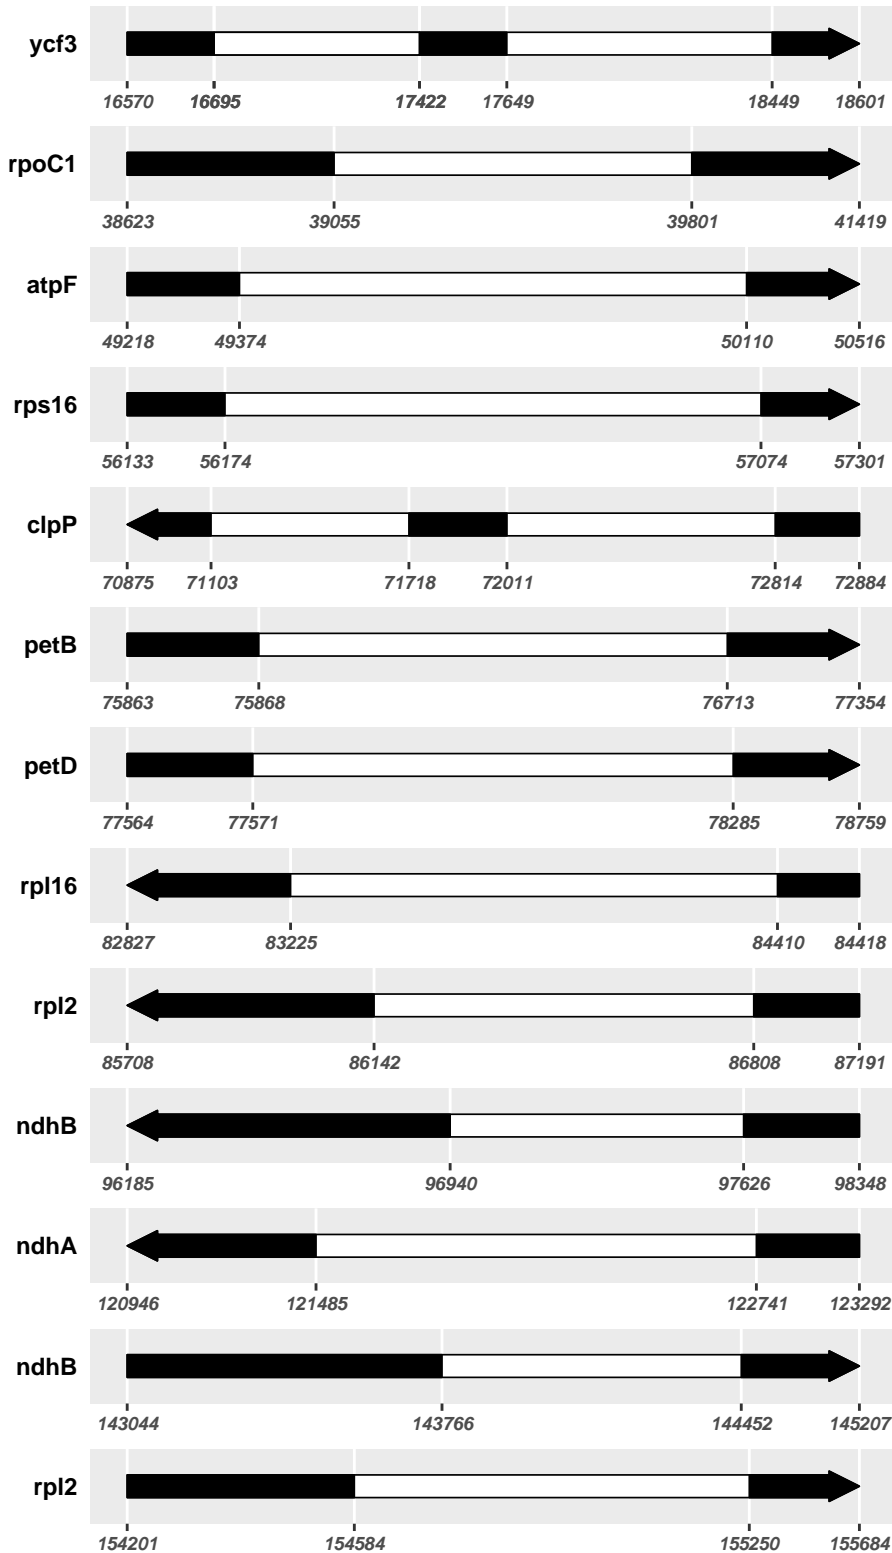 ycf3
16570 16695 17422 17649 18449 18601
rpoC1
38623 39055 39801 41419
atpF
49218 49374 50110 50516
rps16
56133 56174 57074 57301
clpP
70875 71103 71718 72011 72814 72884
petB
75863 75868 76713 77354
petD
77564 77571 78285 78759
rpl16
82827 83225 84410 84418
rpl2
85708 86142 86808 87191
ndhB
96185 96940 97626 98348
ndhA
120946 121485 122741 123292
ndhB
143044 143766 144452 145207
rpl2
154201 154584 155250 155684